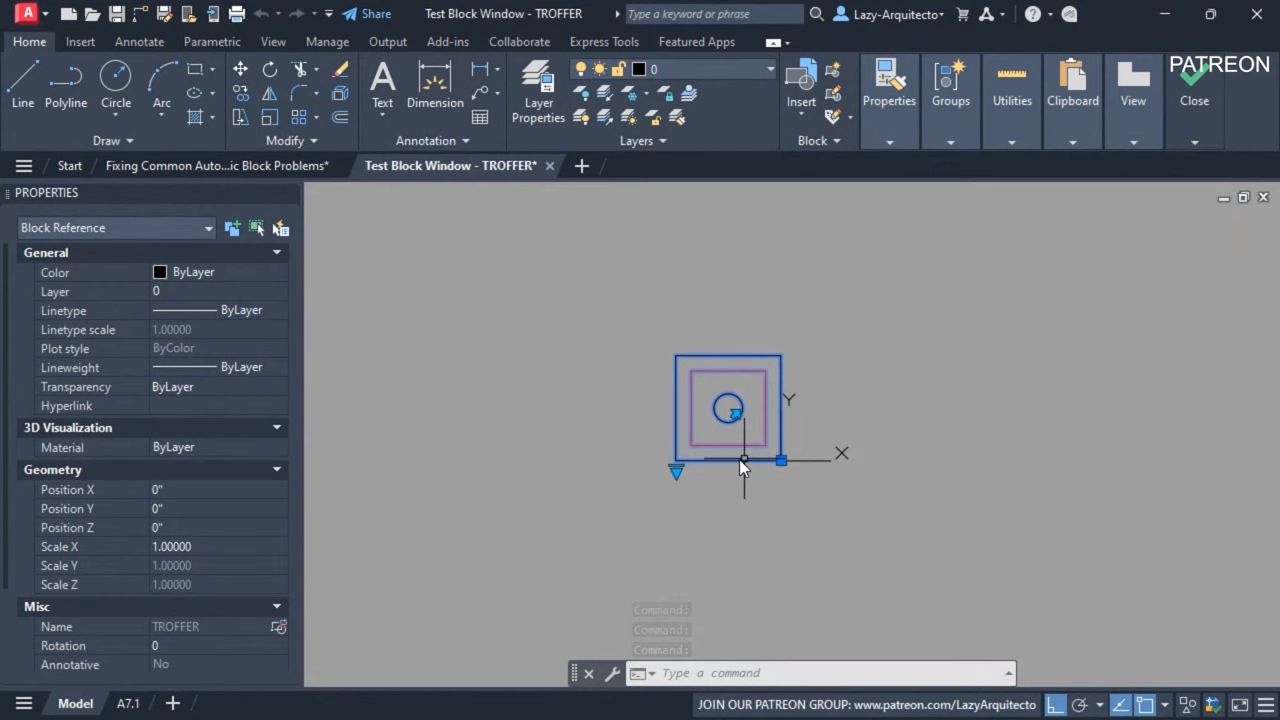 A
Share
Test Block Window - TROFFER
Type a keyword or phrase
Lazy-Arquitecto
PATREON
Home
Insert
Annotate
Parametric
View
Manage
Output
Add-ins
Collaborate
Express Tools
Featured Apps
0
Line
Polyline
Circle
Arc
Text
Dimension
Layer
Properties
Insert
Properties
Groups
Utilities
Clipboard
View
Close
Draw
Modify
Annotation
Layers
Block
Start
Fixing Common Auto...ic Block Problems*
Test Block Window - TROFFER*
PROPERTIES
Block Reference
General
Color ByLayer
Layer 0
Linetype ByLayer
Linetype scale 1.00000
Plot style ByColor
Lineweight ByLayer
Transparency ByLayer
Hyperlink
3D Visualization
Material ByLayer
Geometry
Position X 0"
Position Y 0"
Position Z 0"
Scale X 1.00000
Scale Y 1.00000
Scale Z 1.00000
Misc
Name TROFFER
Rotation 0
Annotative No
Y
X
Command:
Command:
Command:
Type a command
Model
A7.1
JOIN OUR PATREON GROUP: www.patreon.com/LazyArquitecto